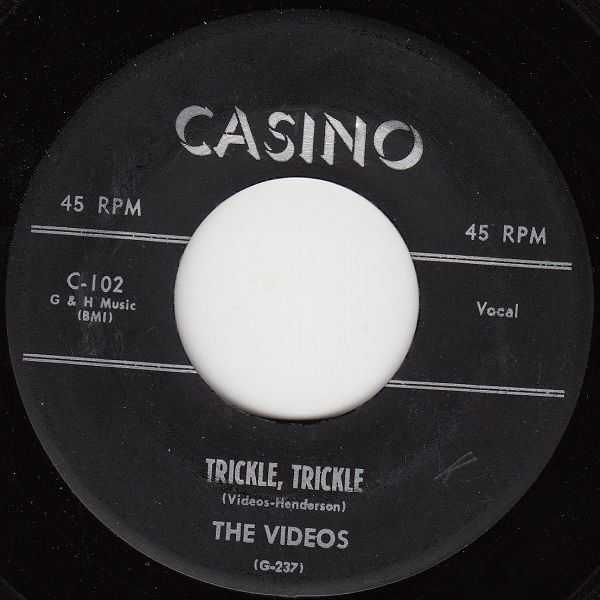 CASINO
45 RPM
45 RPM
C-102
G & H Music
(BMI)
Vocal
TRICKLE, TRICKLE
(Videos-Henderson)
THE VIDEOS
(G-237)